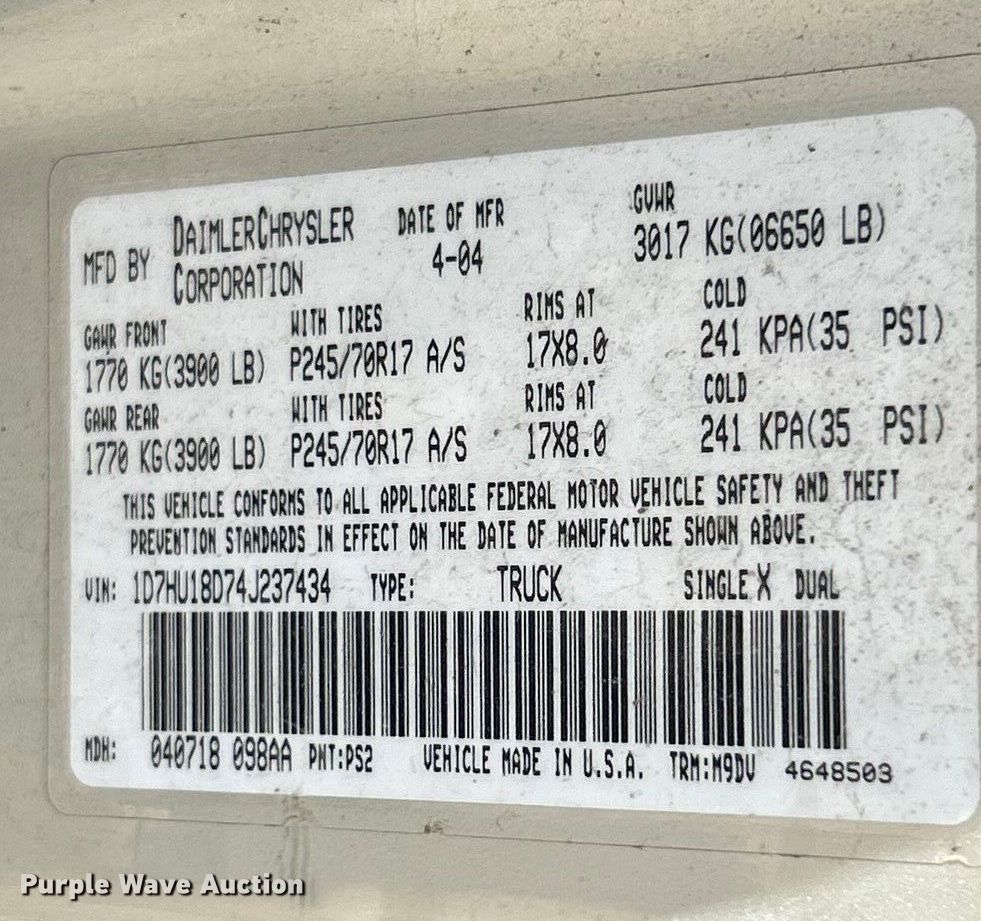 MFD BY DAIMLERCHRYSLER CORPORATION DATE OF MFR 4-04 GVWR 3017 KG(06650 LB)
GAWR FRONT WITH TIRES RIMS AT COLD
1770 KG(3900 LB) P245/70R17 A/S 17X8.0 241 KPA(35 PSI)
GAWR REAR WITH TIRES RIMS AT COLD
1770 KG(3900 LB) P245/70R17 A/S 17X8.0 241 KPA(35 PSI)
THIS VEHICLE CONFORMS TO ALL APPLICABLE FEDERAL MOTOR VEHICLE SAFETY AND THEFT
PREVENTION STANDARDS IN EFFECT ON THE DATE OF MANUFACTURE SHOWN ABOVE.
VIN: 1D7HU18D74J237434 TYPE: TRUCK SINGLE X DUAL
MDH: 040718 098AA PNT:PS2 VEHICLE MADE IN U.S.A. TRM:M9DV 4648503
Purple Wave Auction